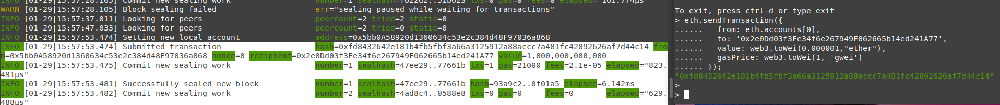 INFO [01-29|15:57:28.105] Commit new sealing work number=1 sealhash=f622d2..51b623 txs=0 gas=0 fees=0 elapsed="161.774µs"
WARN [01-29|15:57:28.105] Block sealing failed err="sealing paused while waiting for transactions"
INFO [01-29|15:57:37.011] Looking for peers peercount=2 tried=2 static=0
INFO [01-29|15:57:47.033] Looking for peers peercount=2 tried=0 static=0
INFO [01-29|15:57:53.474] Setting new local account address=0x5bb0A58920d1360634c53e2c384d48F97036a868
INFO [01-29|15:57:53.474] Submitted transaction hash=0xfd8432642e181b4fb5fbf3a66a3125912a88accc7a481fc42892626af7d44c14 fro
m=0x5bb0A58920d1360634c53e2c384d48F97036a868 nonce=0 recipient=0x2e0Dd03f3Fe34f6e267949F062665b14ed241A77 value=1,000,000,000,000
INFO [01-29|15:57:53.475] Commit new sealing work number=1 sealhash=47ee29..77661b txs=1 gas=21000 fees=2.1e-05 elapsed="823.
491µs"
INFO [01-29|15:57:53.481] Successfully sealed new block number=1 sealhash=47ee29..77661b hash=93a9c2..0f01a5 elapsed=6.142ms
INFO [01-29|15:57:53.482] Commit new sealing work number=2 sealhash=4ad8c4..0588e8 txs=0 gas=0 fees=0 elapsed="629.
488µs"
To exit, press ctrl-d or type exit
> eth.sendTransaction({
...... from: eth.accounts[0],
...... to: '0x2e0Dd03f3Fe34f6e267949F062665b14ed241A77',
...... value: web3.toWei(0.000001,"ether"),
...... gasPrice: web3.toWei(1, 'gwei')
...... });
"0xfd8432642e181b4fb5fbf3a66a3125912a88accc7a481fc42892626af7d44c14"
>
>